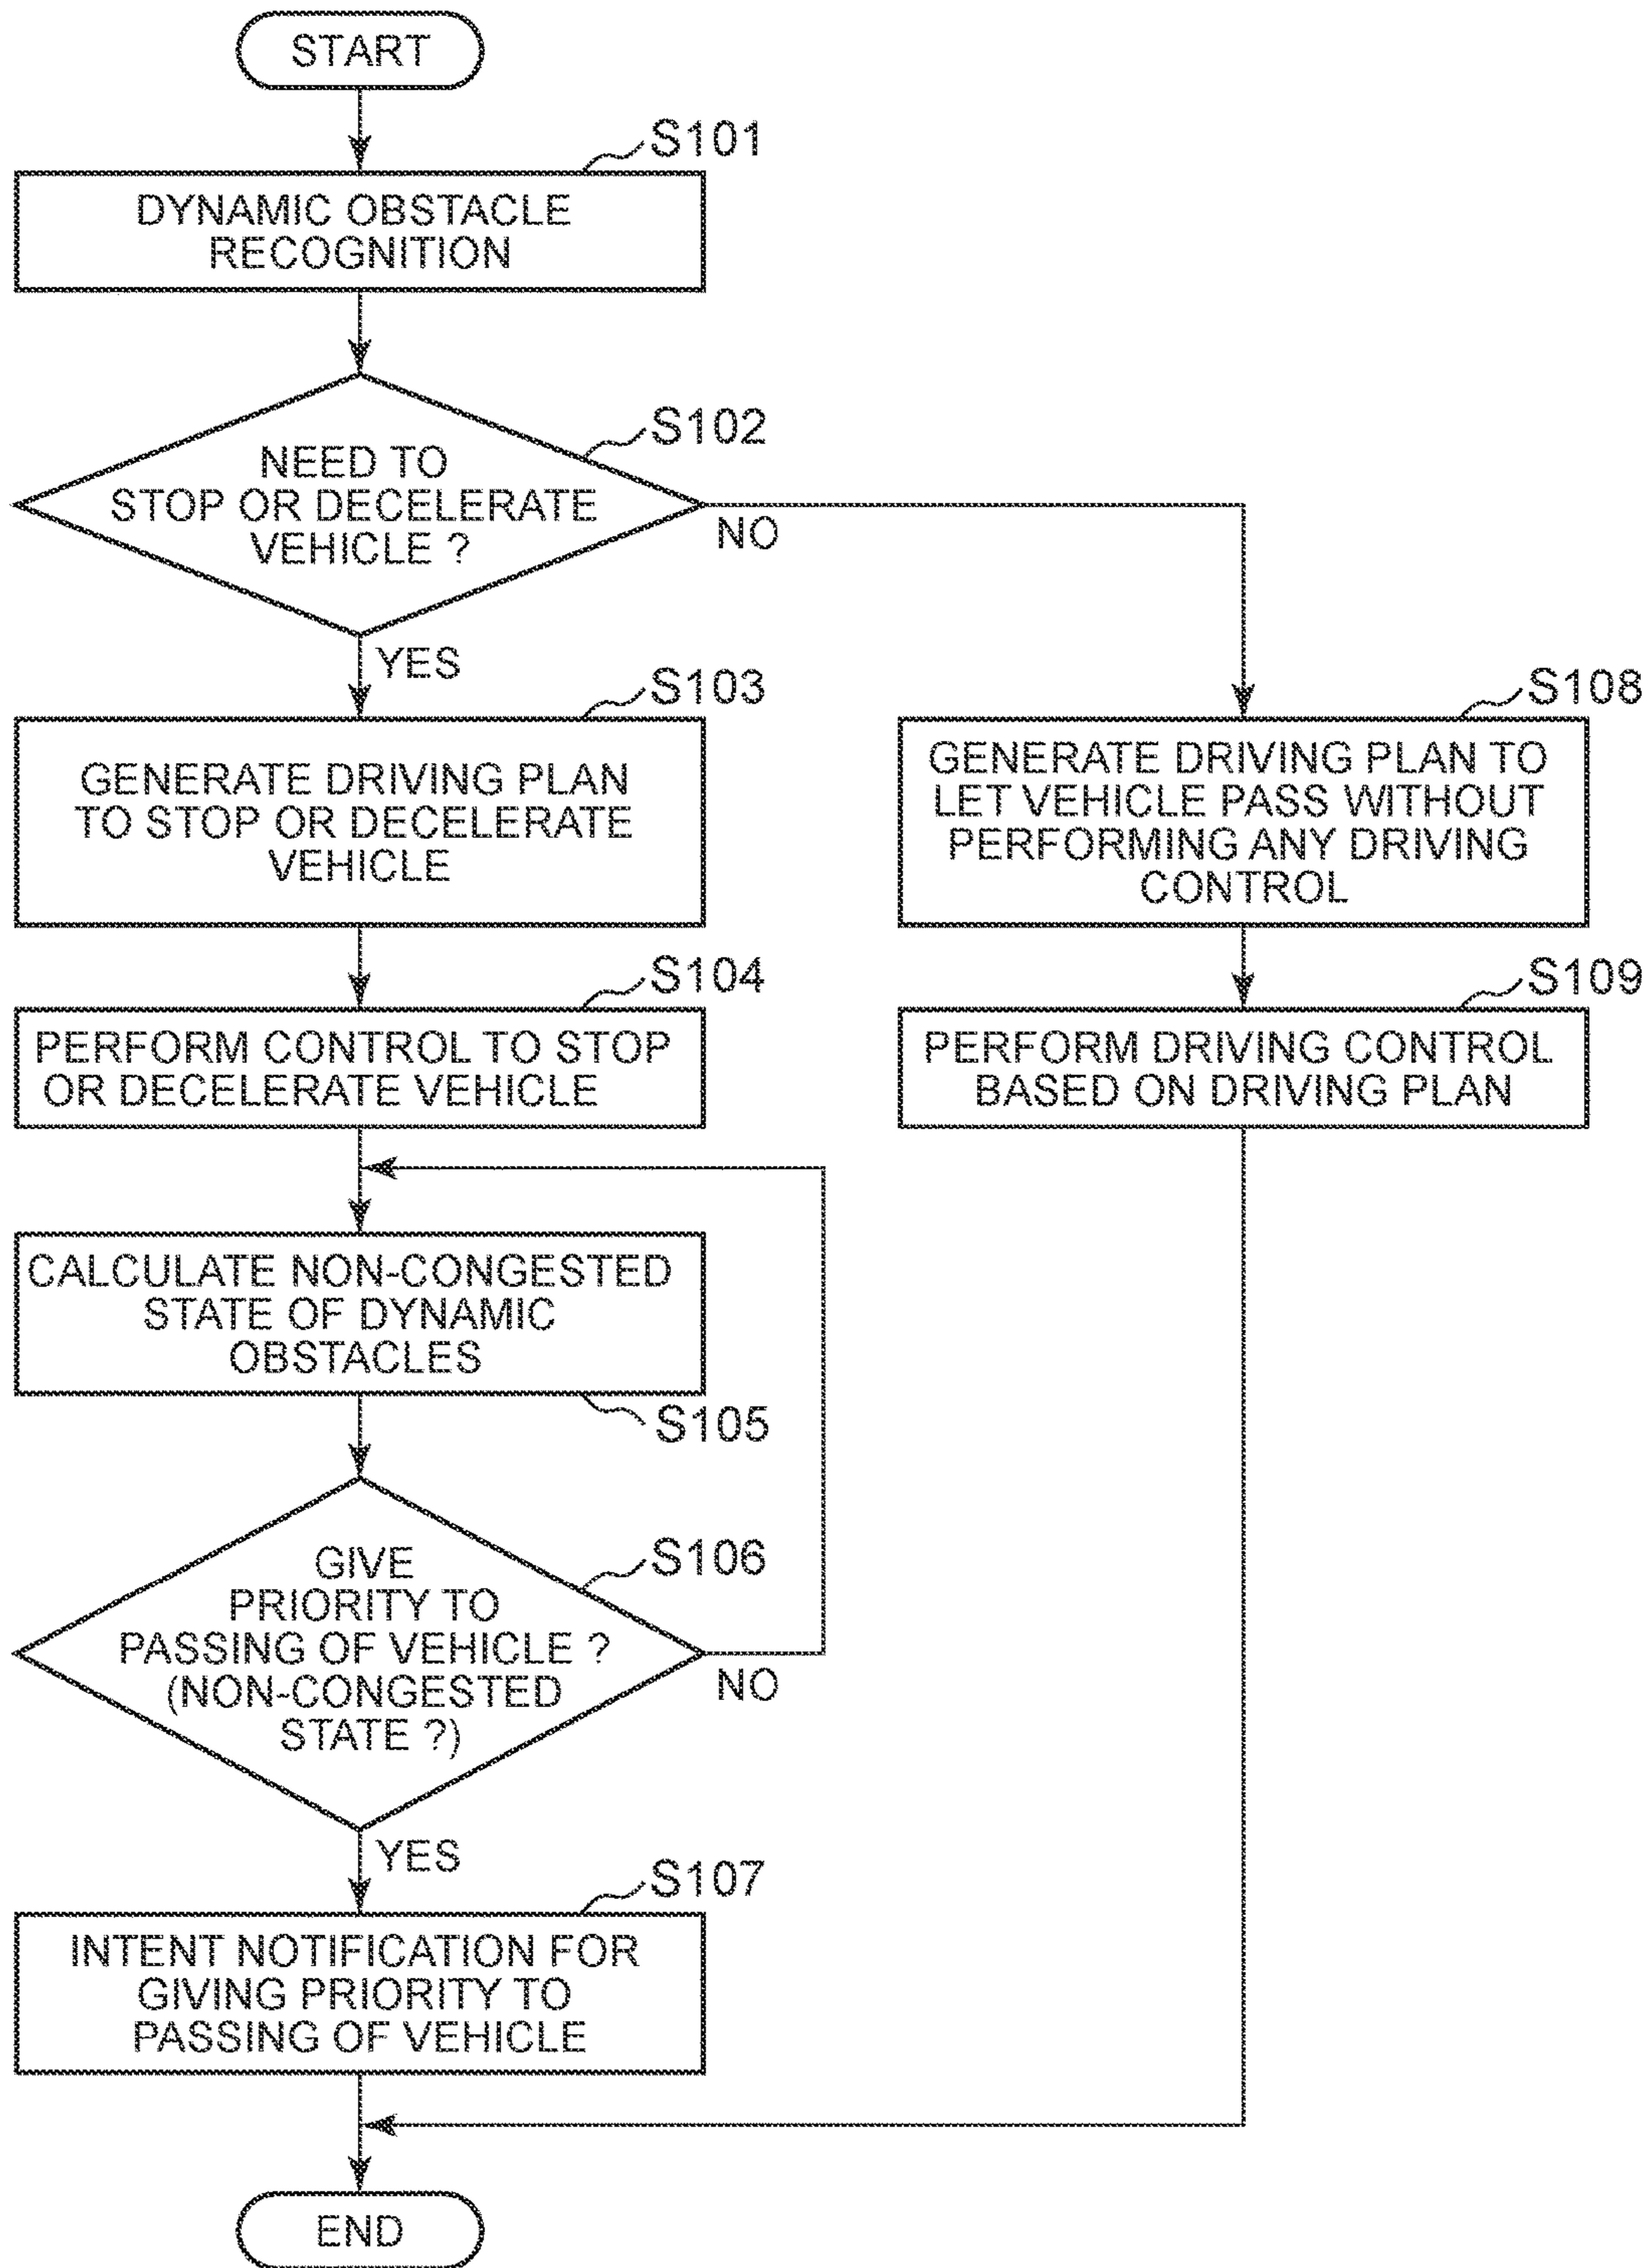 START
S101
DYNAMIC OBSTACLE
RECOGNITION
S102
NEED TO
STOP OR DECELERATE
VEHICLE ?
NO
YES
S103
GENERATE DRIVING PLAN
TO STOP OR DECELERATE
VEHICLE
S108
GENERATE DRIVING PLAN TO
LET VEHICLE PASS WITHOUT
PERFORMING ANY DRIVING
CONTROL
S104
PERFORM CONTROL TO STOP
OR DECELERATE VEHICLE
S109
PERFORM DRIVING CONTROL
BASED ON DRIVING PLAN
CALCULATE NON-CONGESTED
STATE OF DYNAMIC
OBSTACLES
S105
S106
GIVE
PRIORITY TO
PASSING OF VEHICLE ?
(NON-CONGESTED
STATE ?)
NO
YES
S107
INTENT NOTIFICATION FOR
GIVING PRIORITY TO
PASSING OF VEHICLE
END